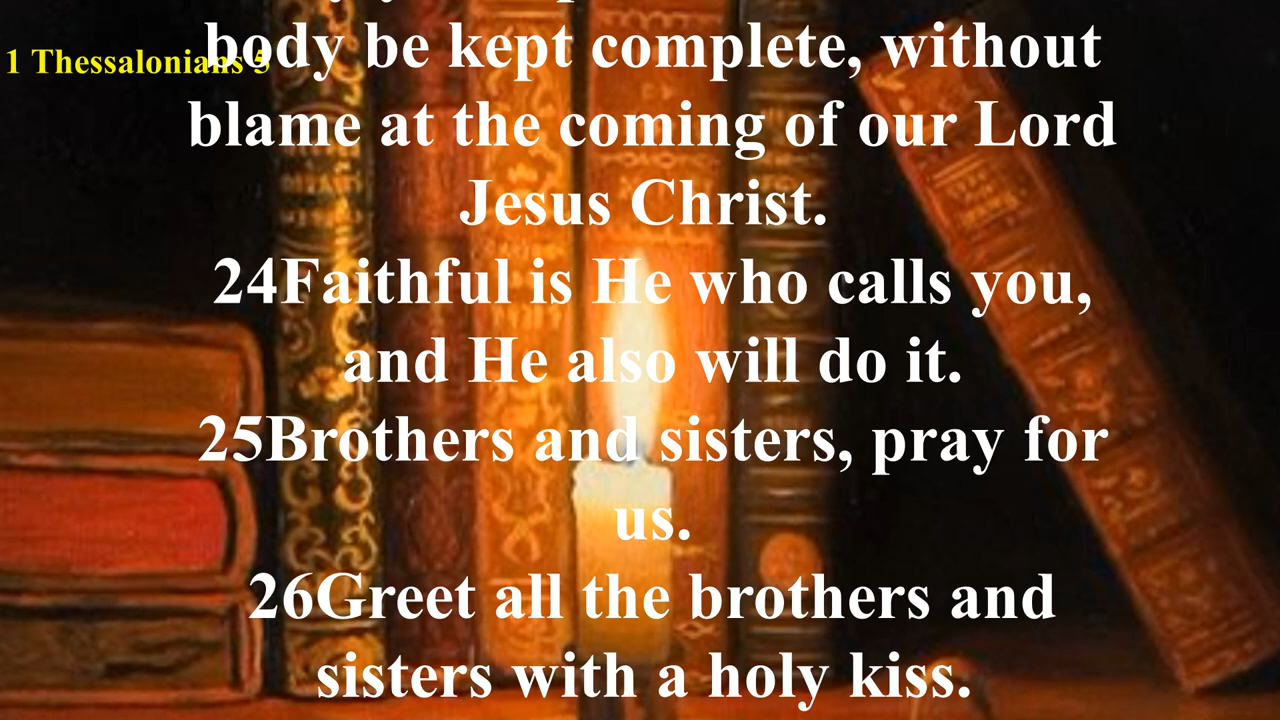 1 Thessalonians 5
body be kept complete, without
blame at the coming of our Lord
Jesus Christ.
24Faithful is He who calls you,
and He also will do it.
25Brothers and sisters, pray for
us.
26Greet all the brothers and
sisters with a holy kiss.